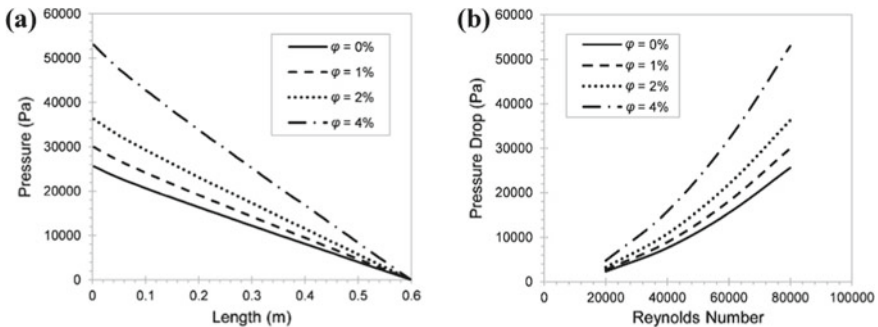 (a)
60000
50000
40000
30000
20000
10000
0
Pressure (Pa)
φ = 0%
φ = 1%
φ = 2%
φ = 4%
0 0.1 0.2 0.3 0.4 0.5 0.6
Length (m)
(b)
60000
50000
40000
30000
20000
10000
0
Pressure Drop (Pa)
φ = 0%
φ = 1%
φ = 2%
φ = 4%
0 20000 40000 60000 80000 100000
Reynolds Number